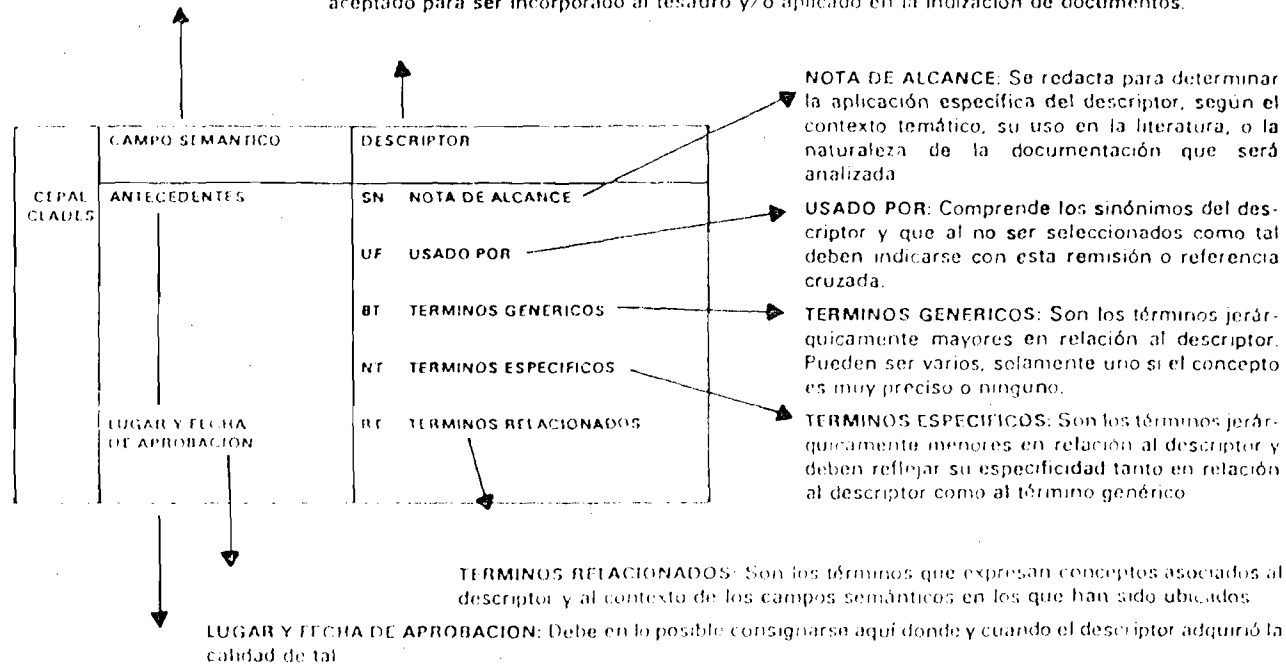 aceptado para ser incorporado al tesauro y/o aplicado en la indización de documentos.
CEPAL
CLADES
CAMPO SEMANTICO
DESCRIPTOR
ANTECEDENTES
SN NOTA DE ALCANCE
UF USADO POR
BT TERMINOS GENERICOS
NT TERMINOS ESPECIFICOS
LUGAR Y FECHA
DE APROBACION
RT TERMINOS RELACIONADOS
NOTA DE ALCANCE: Se redacta para determinar
la aplicación específica del descriptor, según el
contexto temático, su uso en la literatura, o la
naturaleza de la documentación que será
analizada
USADO POR: Comprende los sinónimos del des-
criptor y que al no ser seleccionados como tal
deben indicarse con esta remisión o referencia
cruzada.
TERMINOS GENERICOS: Son los términos jerár-
quicamente mayores en relación al descriptor.
Pueden ser varios, solamente uno si el concepto
es muy preciso o ninguno.
TERMINOS ESPECIFICOS: Son los términos jerár-
quicamente menores en relación al descriptor y
deben reflejar su especificidad tanto en relación
al descriptor como al término genérico
TERMINOS RELACIONADOS: Son los términos que expresan conceptos asociados al
descriptor y al contexto de los campos semánticos en los que han sido ubicados
LUGAR Y FECHA DE APROBACION: Debe en lo posible consignarse aquí donde y cuando el descriptor adquirió la
calidad de tal